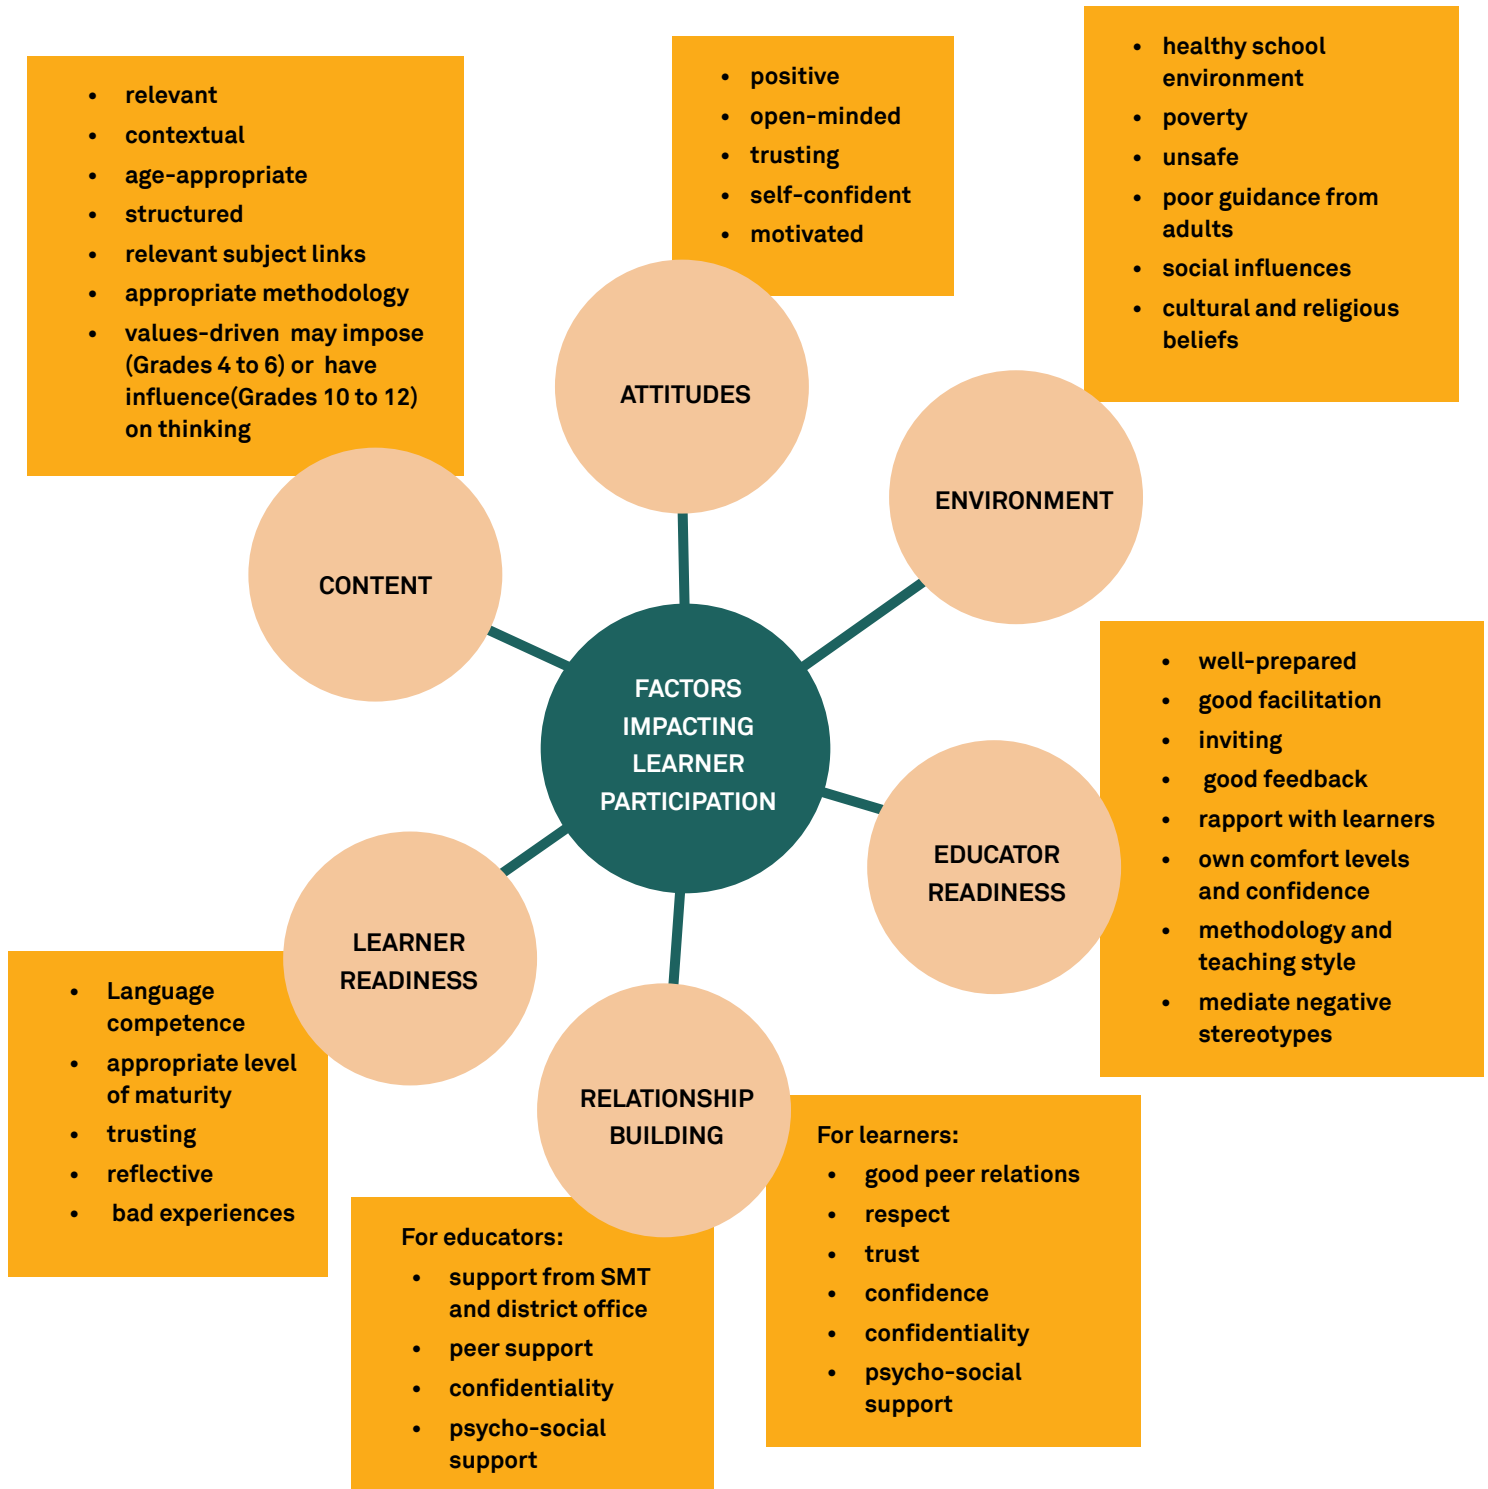 • relevant
• contextual
• age-appropriate
• structured
• relevant subject links
• appropriate methodology
• values-driven  may impose
(Grades 4 to 6) or  have
influence(Grades 10 to 12)
on thinking
CONTENT
• positive
• open-minded
• trusting
• self-confident
• motivated
ATTITUDES
• healthy school
environment
• poverty
• unsafe
• poor guidance from
adults
• social influences
• cultural and religious
beliefs
ENVIRONMENT
FACTORS
IMPACTING
LEARNER
PARTICIPATION
• well-prepared
• good facilitation
• inviting
• good feedback
• rapport with learners
• own comfort levels
and confidence
• methodology and
teaching style
• mediate negative
stereotypes
EDUCATOR
READINESS
LEARNER
READINESS
• Language
competence
• appropriate level
of maturity
• trusting
• reflective
• bad experiences
RELATIONSHIP
BUILDING
For educators:
• support from SMT
and district office
• peer support
• confidentiality
• psycho-social
support
For learners:
• good peer relations
• respect
• trust
• confidence
• confidentiality
• psycho-social
support